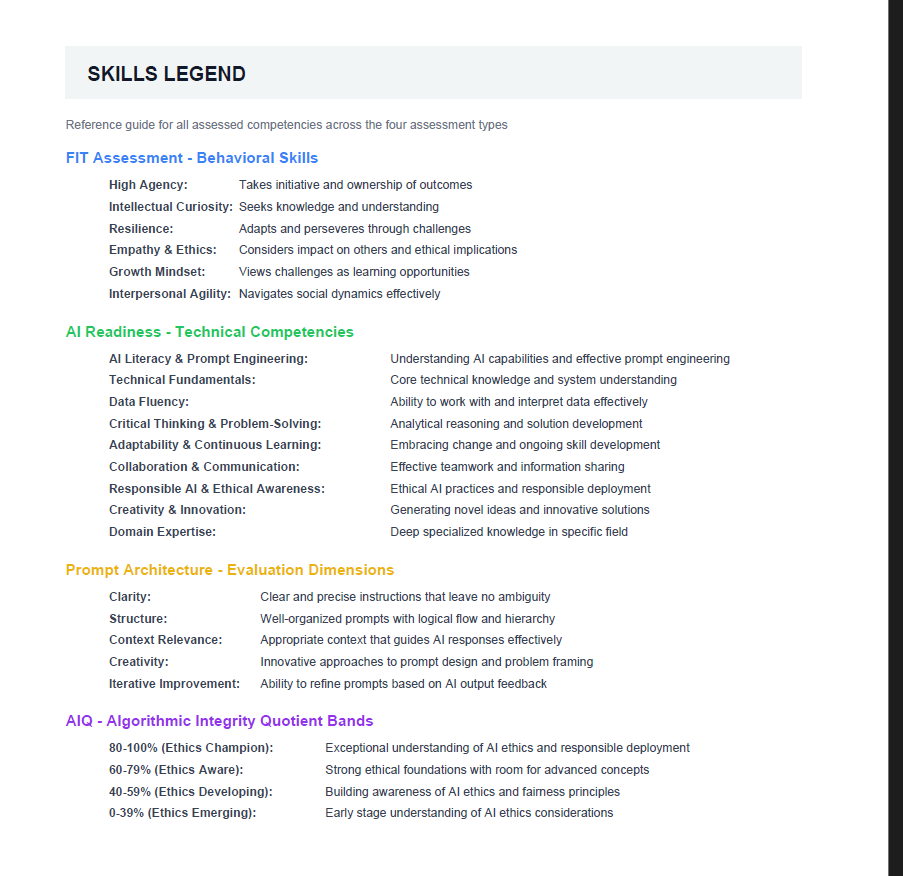 SKILLS LEGEND
Reference guide for all assessed competencies across the four assessment types
FIT Assessment - Behavioral Skills
High Agency: Takes initiative and ownership of outcomes
Intellectual Curiosity: Seeks knowledge and understanding
Resilience: Adapts and perseveres through challenges
Empathy & Ethics: Considers impact on others and ethical implications
Growth Mindset: Views challenges as learning opportunities
Interpersonal Agility: Navigates social dynamics effectively
AI Readiness - Technical Competencies
AI Literacy & Prompt Engineering: Understanding AI capabilities and effective prompt engineering
Technical Fundamentals: Core technical knowledge and system understanding
Data Fluency: Ability to work with and interpret data effectively
Critical Thinking & Problem-Solving: Analytical reasoning and solution development
Adaptability & Continuous Learning: Embracing change and ongoing skill development
Collaboration & Communication: Effective teamwork and information sharing
Responsible AI & Ethical Awareness: Ethical AI practices and responsible deployment
Creativity & Innovation: Generating novel ideas and innovative solutions
Domain Expertise: Deep specialized knowledge in specific field
Prompt Architecture - Evaluation Dimensions
Clarity: Clear and precise instructions that leave no ambiguity
Structure: Well-organized prompts with logical flow and hierarchy
Context Relevance: Appropriate context that guides AI responses effectively
Creativity: Innovative approaches to prompt design and problem framing
Iterative Improvement: Ability to refine prompts based on AI output feedback
AIQ - Algorithmic Integrity Quotient Bands
80-100% (Ethics Champion): Exceptional understanding of AI ethics and responsible deployment
60-79% (Ethics Aware): Strong ethical foundations with room for advanced concepts
40-59% (Ethics Developing): Building awareness of AI ethics and fairness principles
0-39% (Ethics Emerging): Early stage understanding of AI ethics considerations